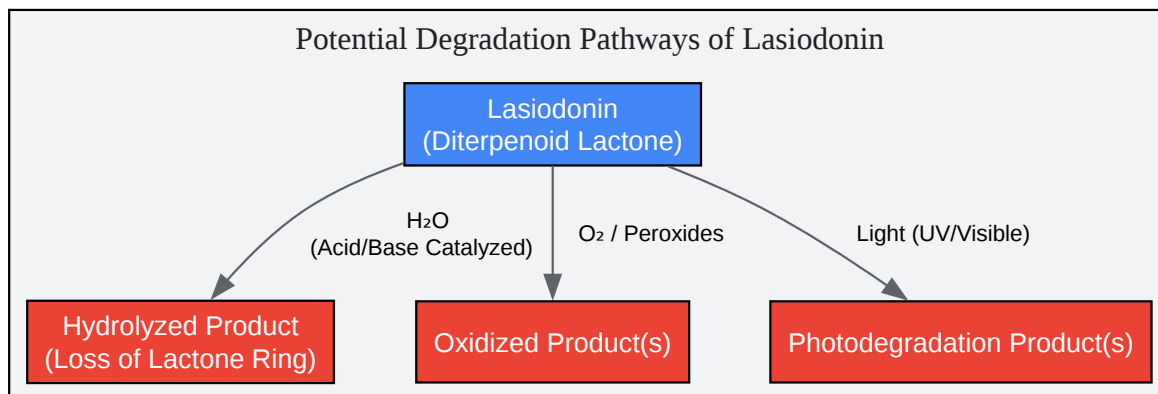 Potential Degradation Pathways of Lasiodonin
Lasiodonin
(Diterpenoid Lactone)
H₂O
(Acid/Base Catalyzed)
O₂ / Peroxides
Light (UV/Visible)
Hydrolyzed Product
(Loss of Lactone Ring)
Oxidized Product(s)
Photodegradation Product(s)